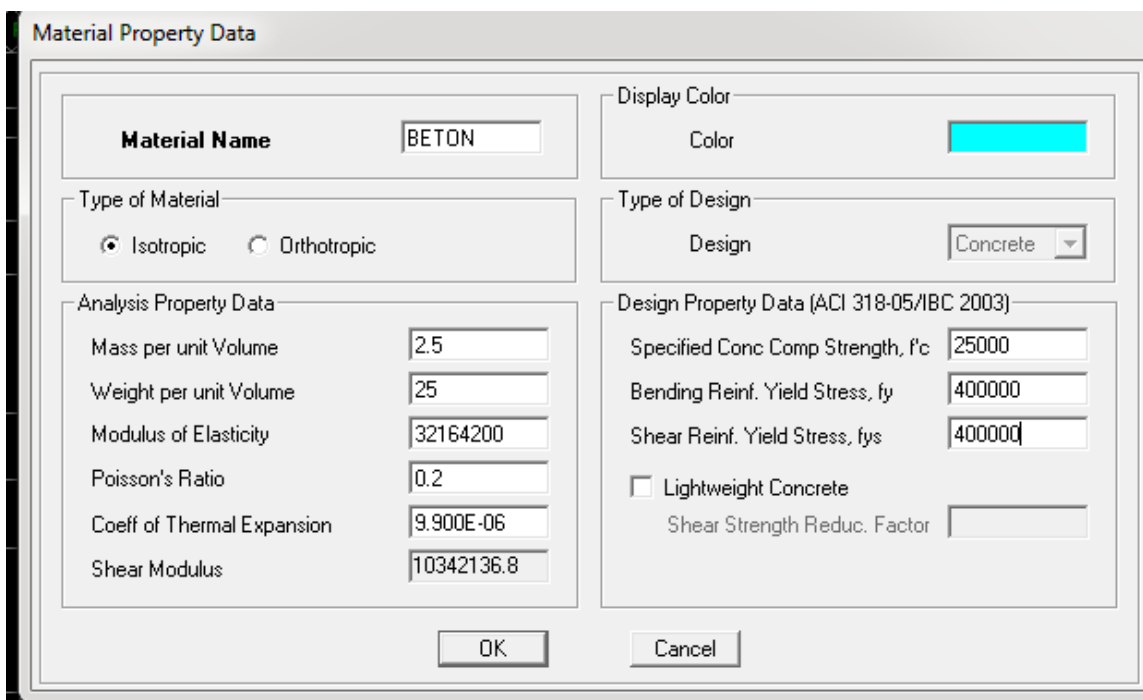 Material Property Data
Material Name BETON
Display Color
Color
Type of Material
Isotropic Orthotropic
Type of Design
Design Concrete
Analysis Property Data
Mass per unit Volume 2.5
Weight per unit Volume 25
Modulus of Elasticity 32164200
Poisson's Ratio 0.2
Coeff of Thermal Expansion 9.900E-06
Shear Modulus 10342136.8
Design Property Data (ACI 318-05/IBC 2003)
Specified Conc Comp Strength, f'c 25000
Bending Reinf. Yield Stress, fy 400000
Shear Reinf. Yield Stress, fys 400000
Lightweight Concrete
Shear Strength Reduc. Factor
OK Cancel